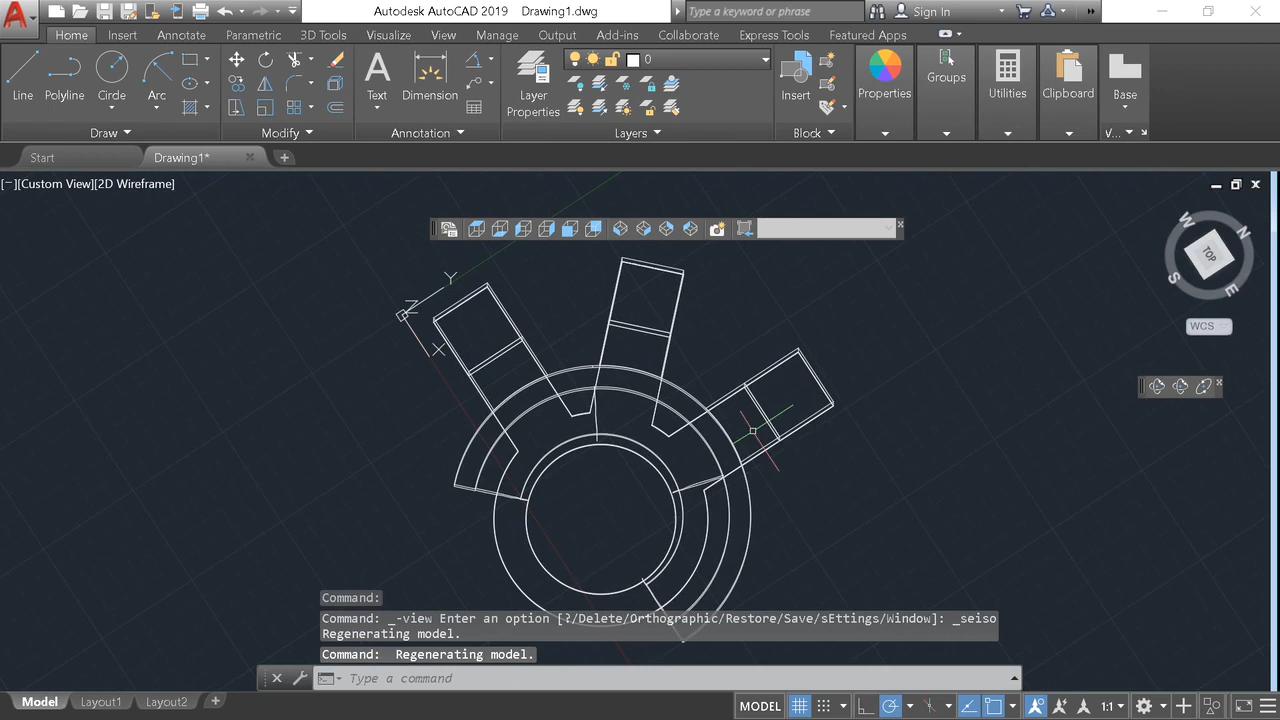 A
Autodesk AutoCAD 2019 Drawing1.dwg
Type a keyword or phrase
Sign In
Home Insert Annotate Parametric 3D Tools Visualize View Manage Output Add-ins Collaborate Express Tools Featured Apps
Line Polyline Circle Arc
A
Text Dimension
Layer
Properties
0
Insert
Properties Groups Utilities Clipboard Base
Draw Modify Annotation Layers Block V...
Start Drawing1*
[−][Custom View][2D Wireframe]
W N
TOP
S E
WCS
Y
Z
X
Command:
Command: _-view Enter an option [?/Delete/Orthographic/Restore/Save/sEttings/Window]: _seiso
Regenerating model.
Command: Regenerating model.
Type a command
Model Layout1 Layout2
MODEL 1:1